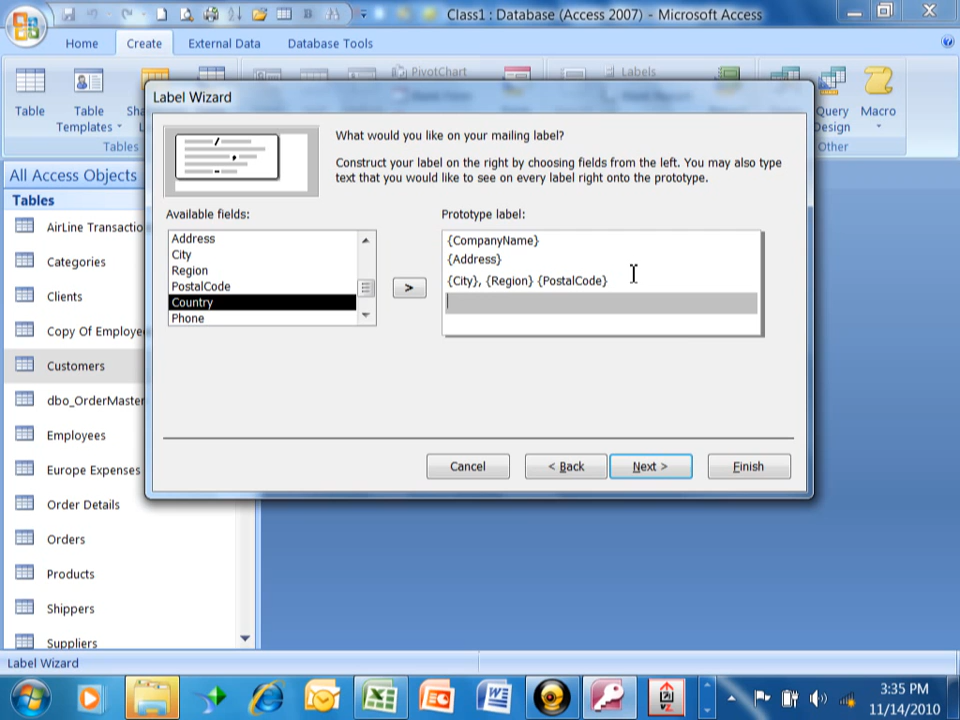 Class1 : Database (Access 2007) - Microsoft Access
Home
Create
External Data
Database Tools
Table
Table
Templates
Sha
PivotChart
Labels
Query
Design
Macro
Tables
Other
Label Wizard
What would you like on your mailing label?
Construct your label on the right by choosing fields from the left. You may also type
text that you would like to see on every label right onto the prototype.
Available fields:
Prototype label:
Address
City
Region
PostalCode
Country
Phone
>
{CompanyName}
{Address}
{City}, {Region} {PostalCode}
Cancel
< Back
Next >
Finish
All Access Objects
Tables
AirLine Transactio
Categories
Clients
Copy Of Employe
Customers
dbo_OrderMaster
Employees
Europe Expenses
Order Details
Orders
Products
Shippers
Suppliers
Label Wizard
3:35 PM
11/14/2010